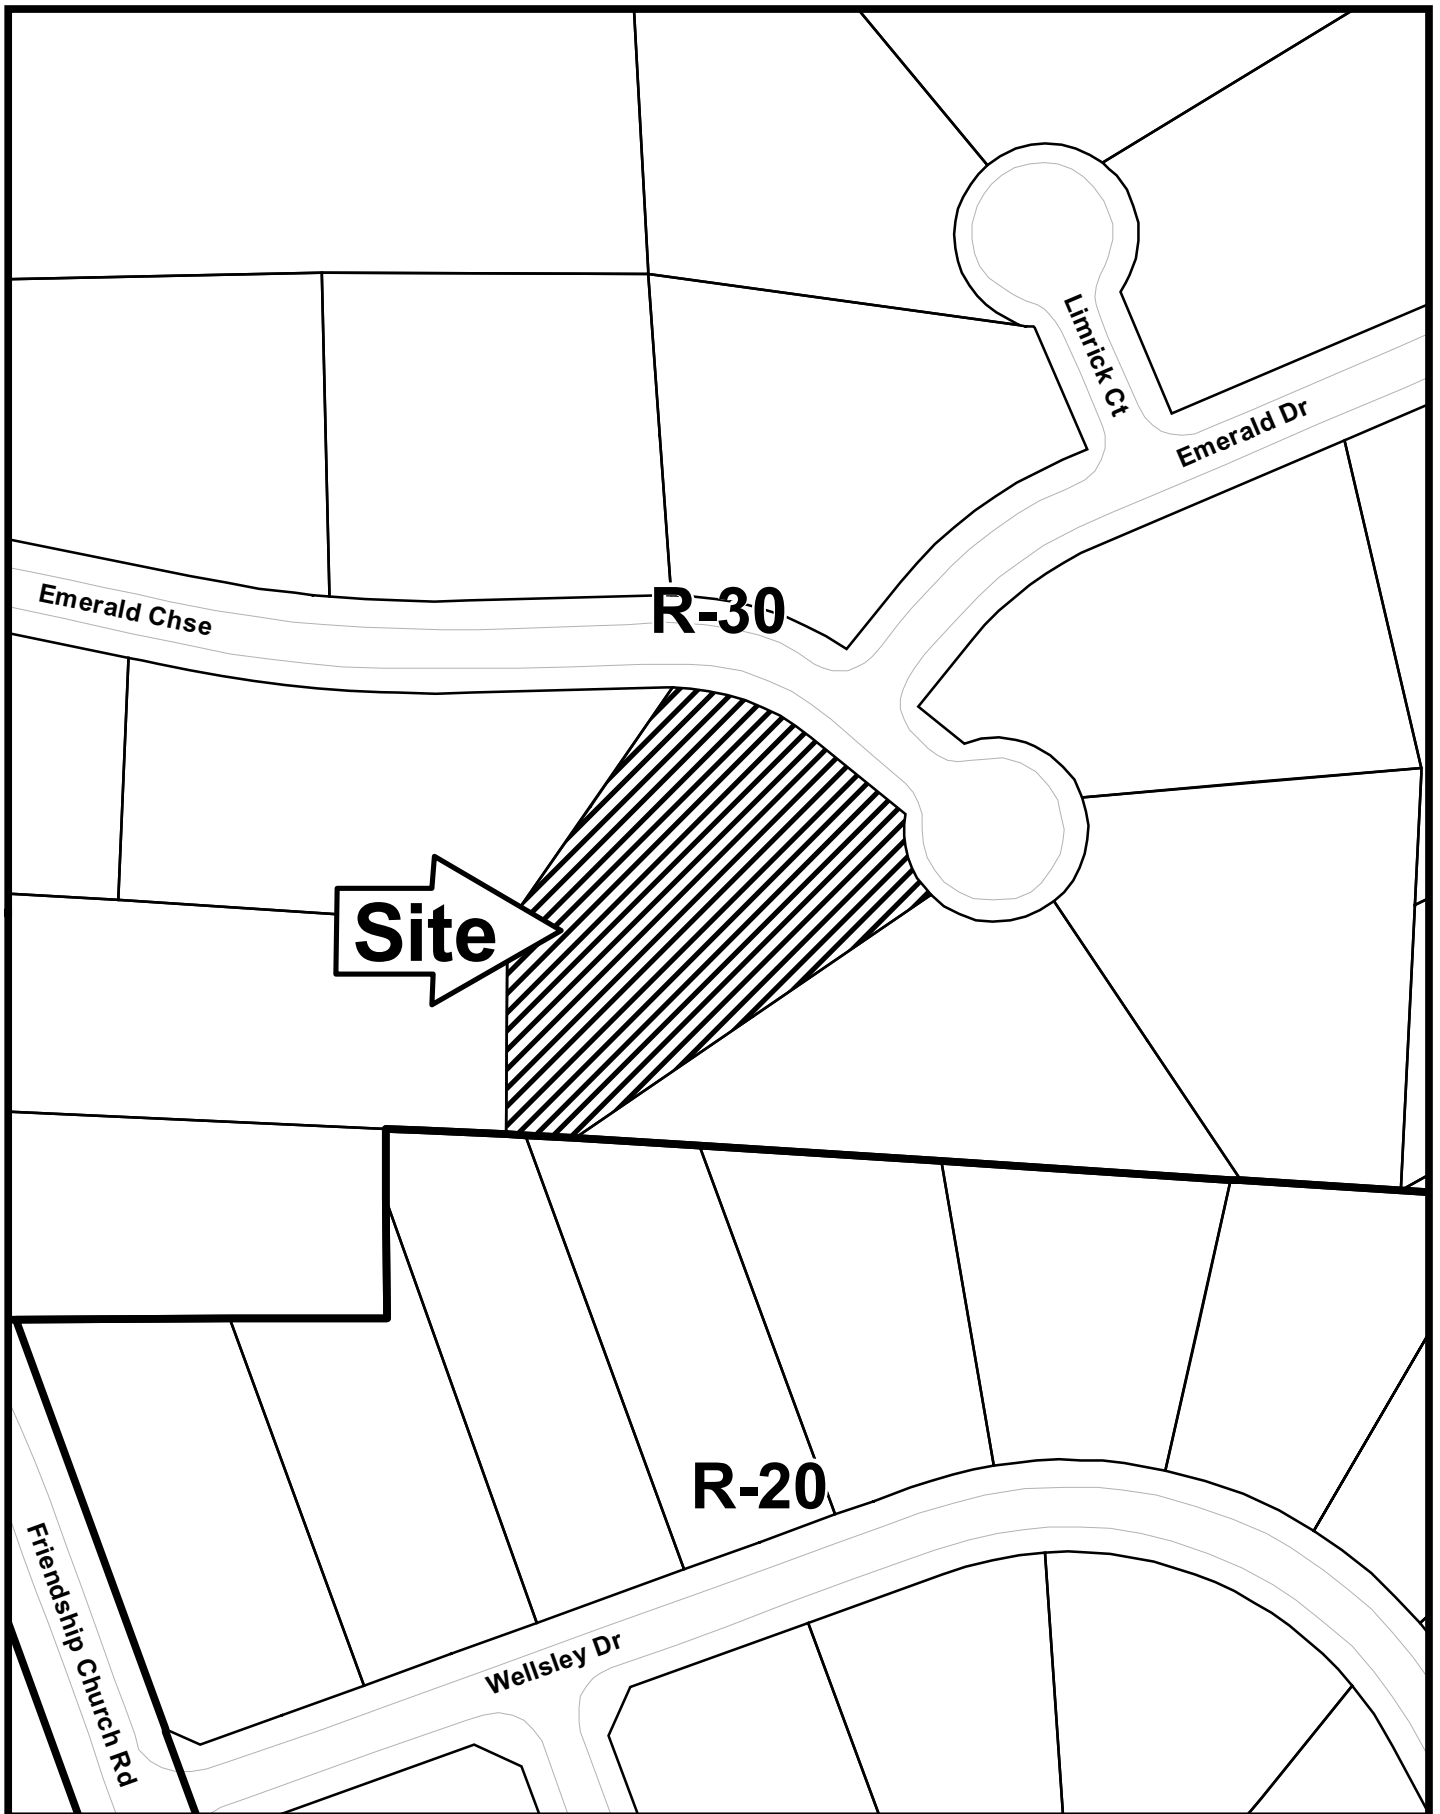 Limrick Ct
Emerald Dr
Emerald Chse
R-30
Site
R-20
Friendship Church Rd
Wellsley Dr